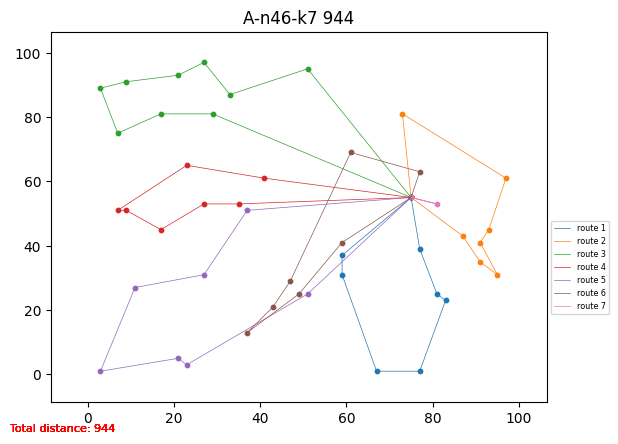 A-n46-k7 944
100
80
60
40
20
0
0 20 40 60 80 100
route 1
route 2
route 3
route 4
route 5
route 6
route 7
Total distance: 944